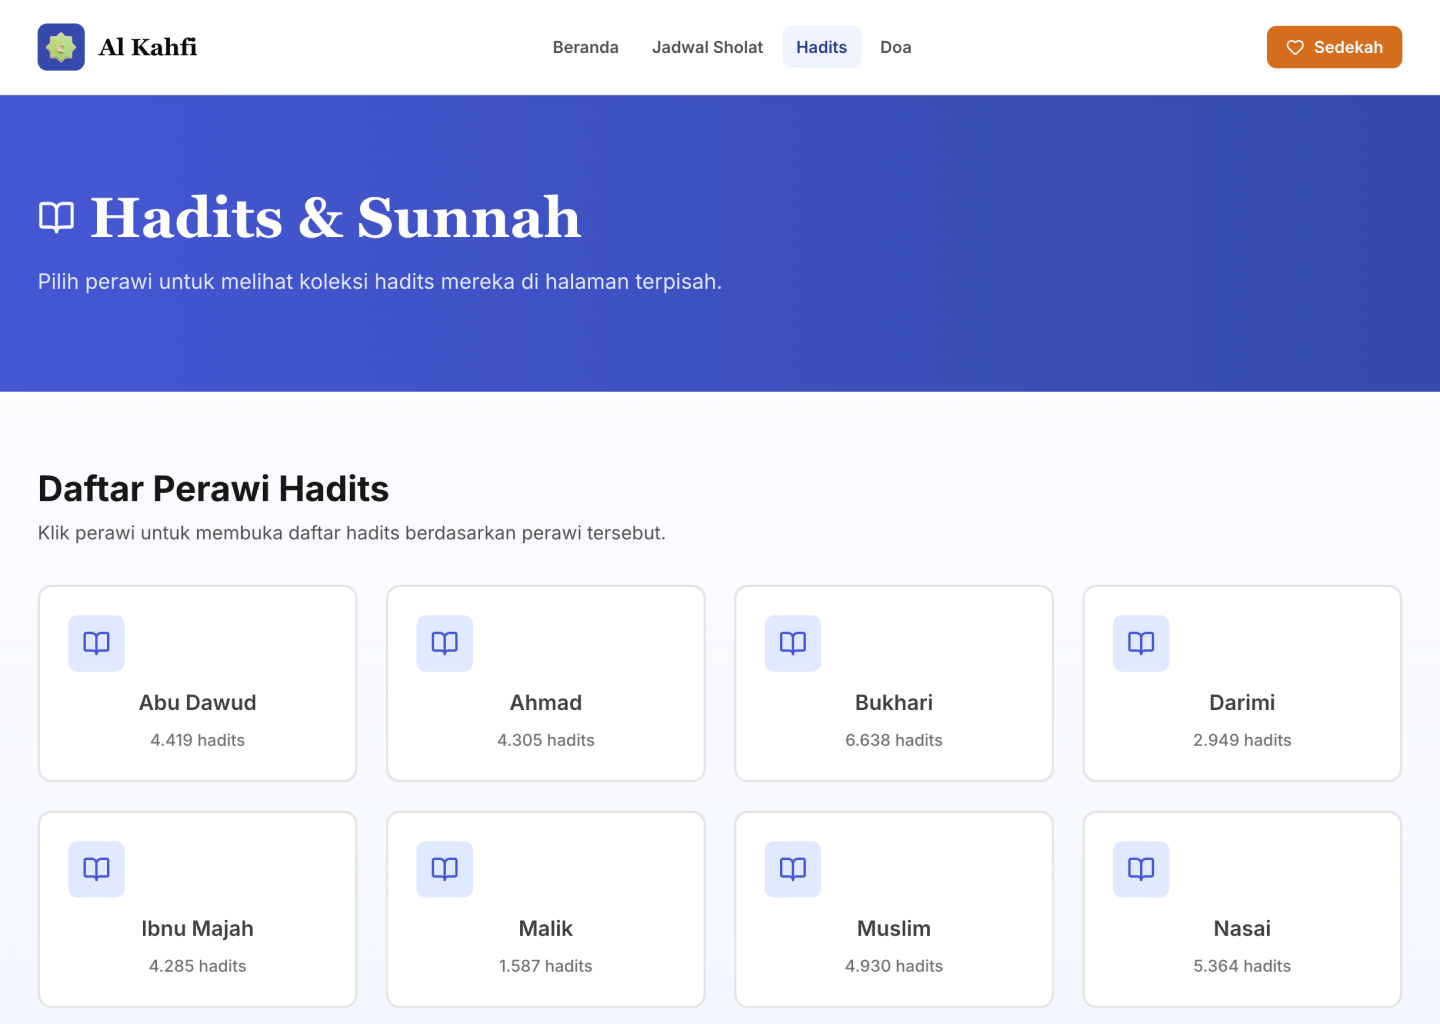 Al Kahfi
Beranda
Jadwal Sholat
Hadits
Doa
Sedekah
Hadits & Sunnah
Pilih perawi untuk melihat koleksi hadits mereka di halaman terpisah.
Daftar Perawi Hadits
Klik perawi untuk membuka daftar hadits berdasarkan perawi tersebut.
Abu Dawud
4.419 hadits
Ahmad
4.305 hadits
Bukhari
6.638 hadits
Darimi
2.949 hadits
Ibnu Majah
4.285 hadits
Malik
1.587 hadits
Muslim
4.930 hadits
Nasai
5.364 hadits